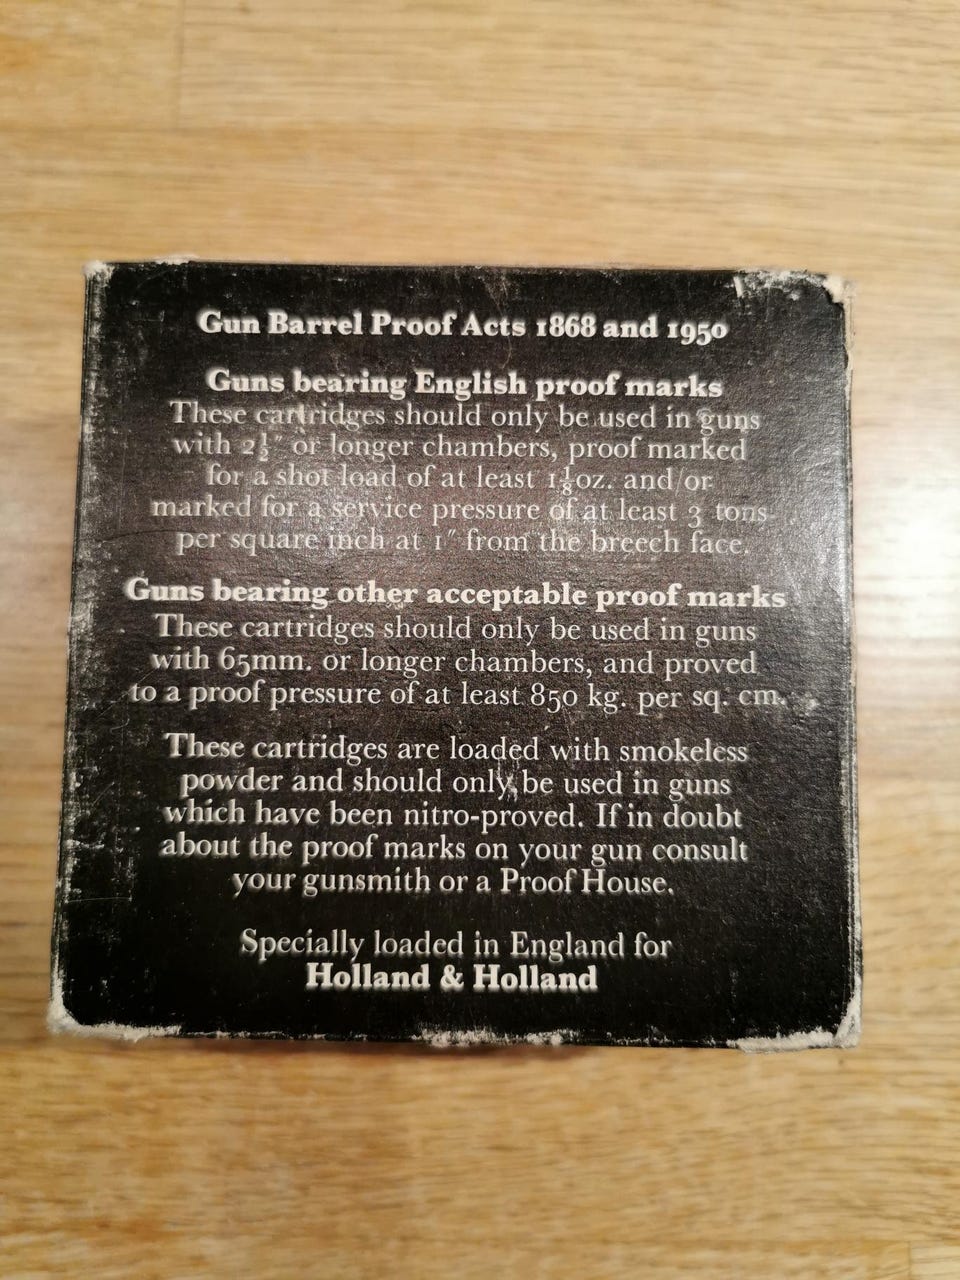 Gun Barrel Proof Acts 1868 and 1950
Guns bearing English proof marks
These cartridges should only be used in guns
with 2½″ or longer chambers, proof marked
for a shot load of at least 1⅛oz. and/or
marked for a service pressure of at least 3 tons
per square inch at 1″ from the breech face.
Guns bearing other acceptable proof marks
These cartridges should only be used in guns
with 65mm. or longer chambers, and proved
to a proof pressure of at least 850 kg. per sq. cm.
These cartridges are loaded with smokeless
powder and should only be used in guns
which have been nitro-proved. If in doubt
about the proof marks on your gun consult
your gunsmith or a Proof House.
Specially loaded in England for
Holland & Holland